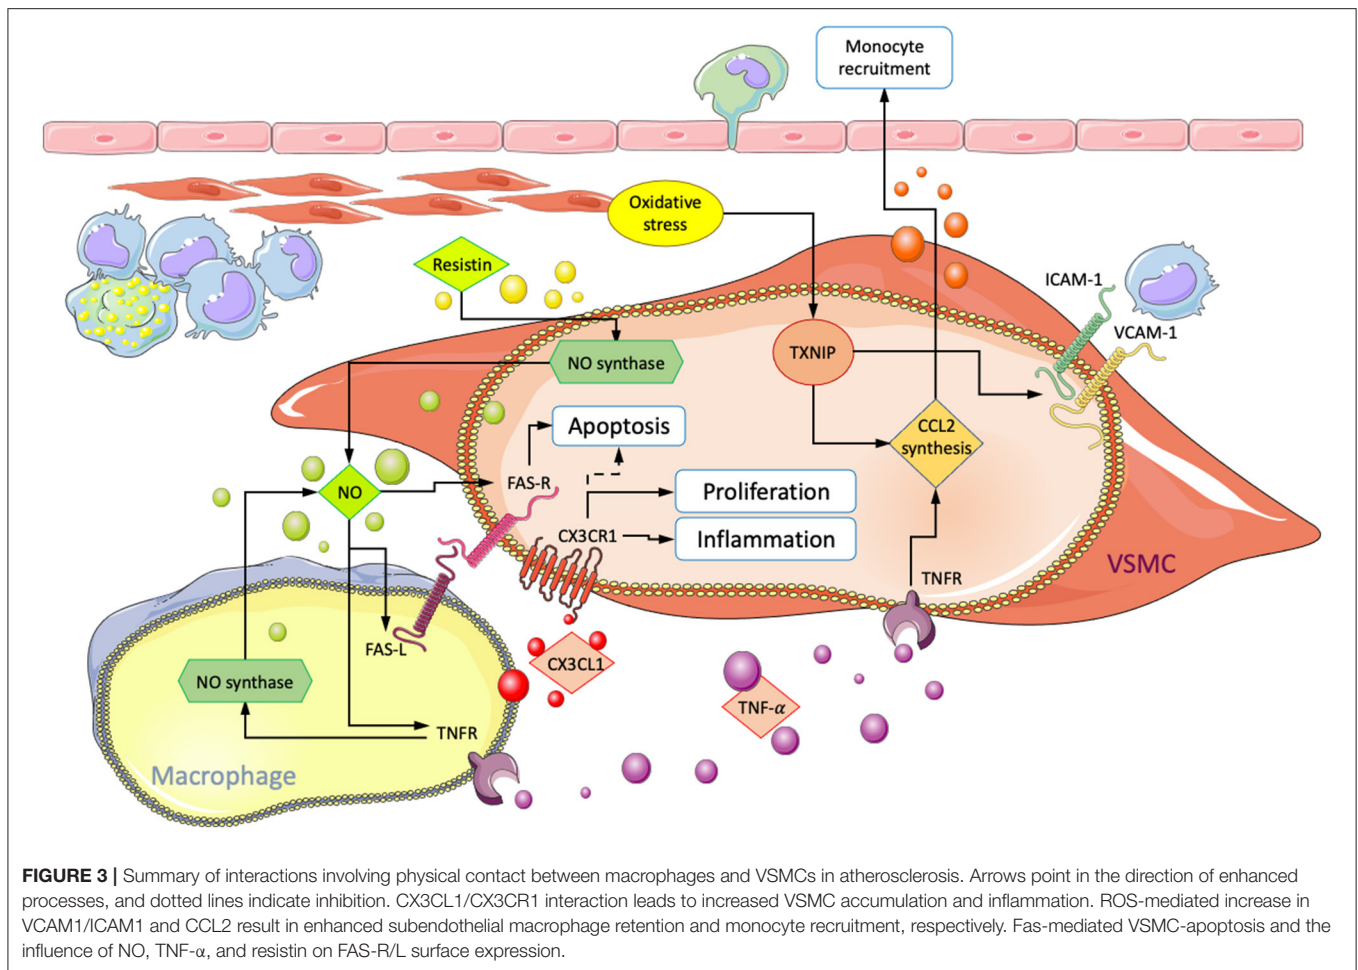 Monocyte
recruitment
Oxidative
stress
Resistin
ICAM-1
VCAM-1
NO synthase
TXNIP
Apoptosis
CCL2
synthesis
FAS-R
NO
Proliferation
CX3CR1
Inflammation
VSMC
TNFR
FAS-L
CX3CL1
NO synthase
TNF-α
TNFR
Macrophage
FIGURE 3 | Summary of interactions involving physical contact between macrophages and VSMCs in atherosclerosis. Arrows point in the direction of enhanced
processes, and dotted lines indicate inhibition. CX3CL1/CX3CR1 interaction leads to increased VSMC accumulation and inflammation. ROS-mediated increase in
VCAM1/ICAM1 and CCL2 result in enhanced subendothelial macrophage retention and monocyte recruitment, respectively. Fas-mediated VSMC-apoptosis and the
influence of NO, TNF-α, and resistin on FAS-R/L surface expression.